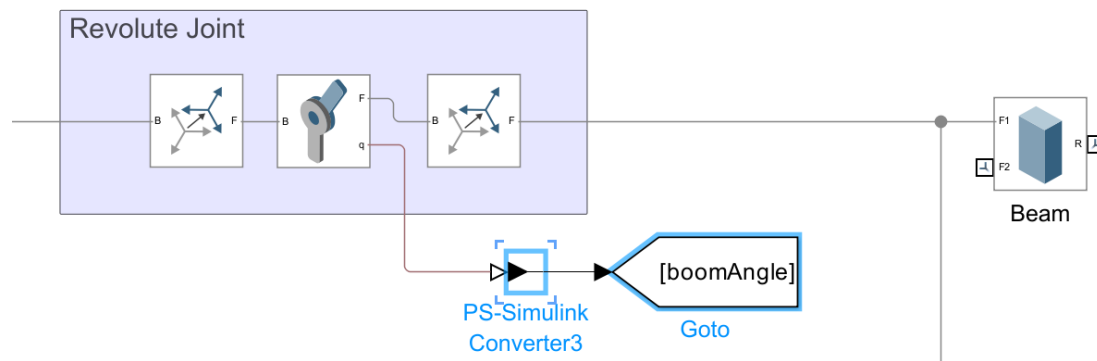 Revolute Joint
B
F
B
F
q
B
F
F1
F2
R
Beam
[boomAngle]
PS-Simulink
Converter3
Goto